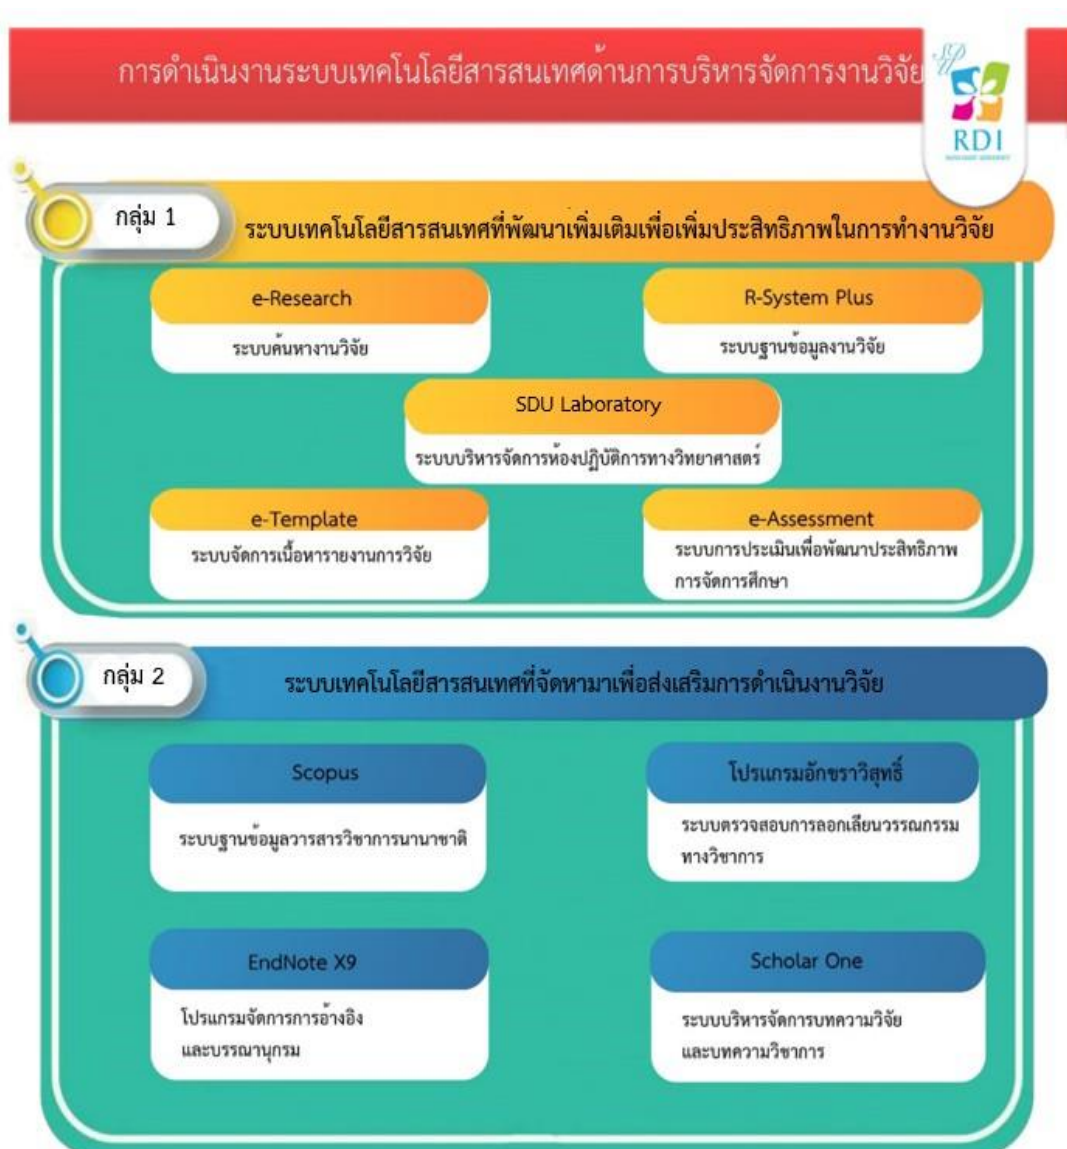 การดำเนินงานระบบเทคโนโลยีสารสนเทศด้านการบริหารจัดการงานวิจัย
RDI
กลุ่ม 1
ระบบเทคโนโลยีสารสนเทศที่พัฒนาเพิ่มเติมเพื่อเพิ่มประสิทธิภาพในการทำงานวิจัย
e-Research
ระบบค้นหางานวิจัย
R-System Plus
ระบบฐานข้อมูลงานวิจัย
SDU Laboratory
ระบบบริหารจัดการห้องปฏิบัติการทางวิทยาศาสตร์
e-Template
ระบบจัดการเนื้อหารายงานการวิจัย
e-Assessment
ระบบการประเมินเพื่อพัฒนาประสิทธิภาพ
การจัดการศึกษา
กลุ่ม 2
ระบบเทคโนโลยีสารสนเทศที่จัดหามาเพื่อส่งเสริมการดำเนินงานวิจัย
Scopus
ระบบฐานข้อมูลวารสารวิชาการนานาชาติ
โปรแกรมอักขราวิสุทธิ์
ระบบตรวจสอบการลอกเลียนวรรณกรรม
ทางวิชาการ
EndNote X9
โปรแกรมจัดการการอ้างอิง
และบรรณานุกรม
Scholar One
ระบบบริหารจัดการบทความวิจัย
และบทความวิชาการ